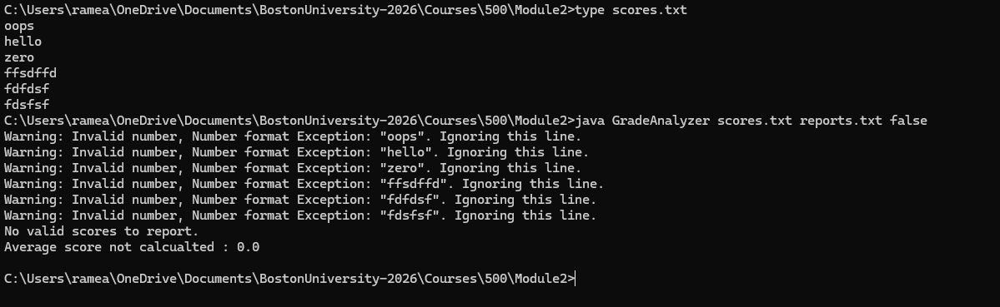 C:\Users\ramea\OneDrive\Documents\BostonUniversity-2026\Courses\500\Module2>type scores.txt
oops
hello
zero
ffsdffd
fdfdsf
fdsfsf
C:\Users\ramea\OneDrive\Documents\BostonUniversity-2026\Courses\500\Module2>java GradeAnalyzer scores.txt reports.txt false
Warning: Invalid number, Number format Exception: "oops". Ignoring this line.
Warning: Invalid number, Number format Exception: "hello". Ignoring this line.
Warning: Invalid number, Number format Exception: "zero". Ignoring this line.
Warning: Invalid number, Number format Exception: "ffsdffd". Ignoring this line.
Warning: Invalid number, Number format Exception: "fdfdsf". Ignoring this line.
Warning: Invalid number, Number format Exception: "fdsfsf". Ignoring this line.
No valid scores to report.
Average score not calcualted : 0.0
C:\Users\ramea\OneDrive\Documents\BostonUniversity-2026\Courses\500\Module2>